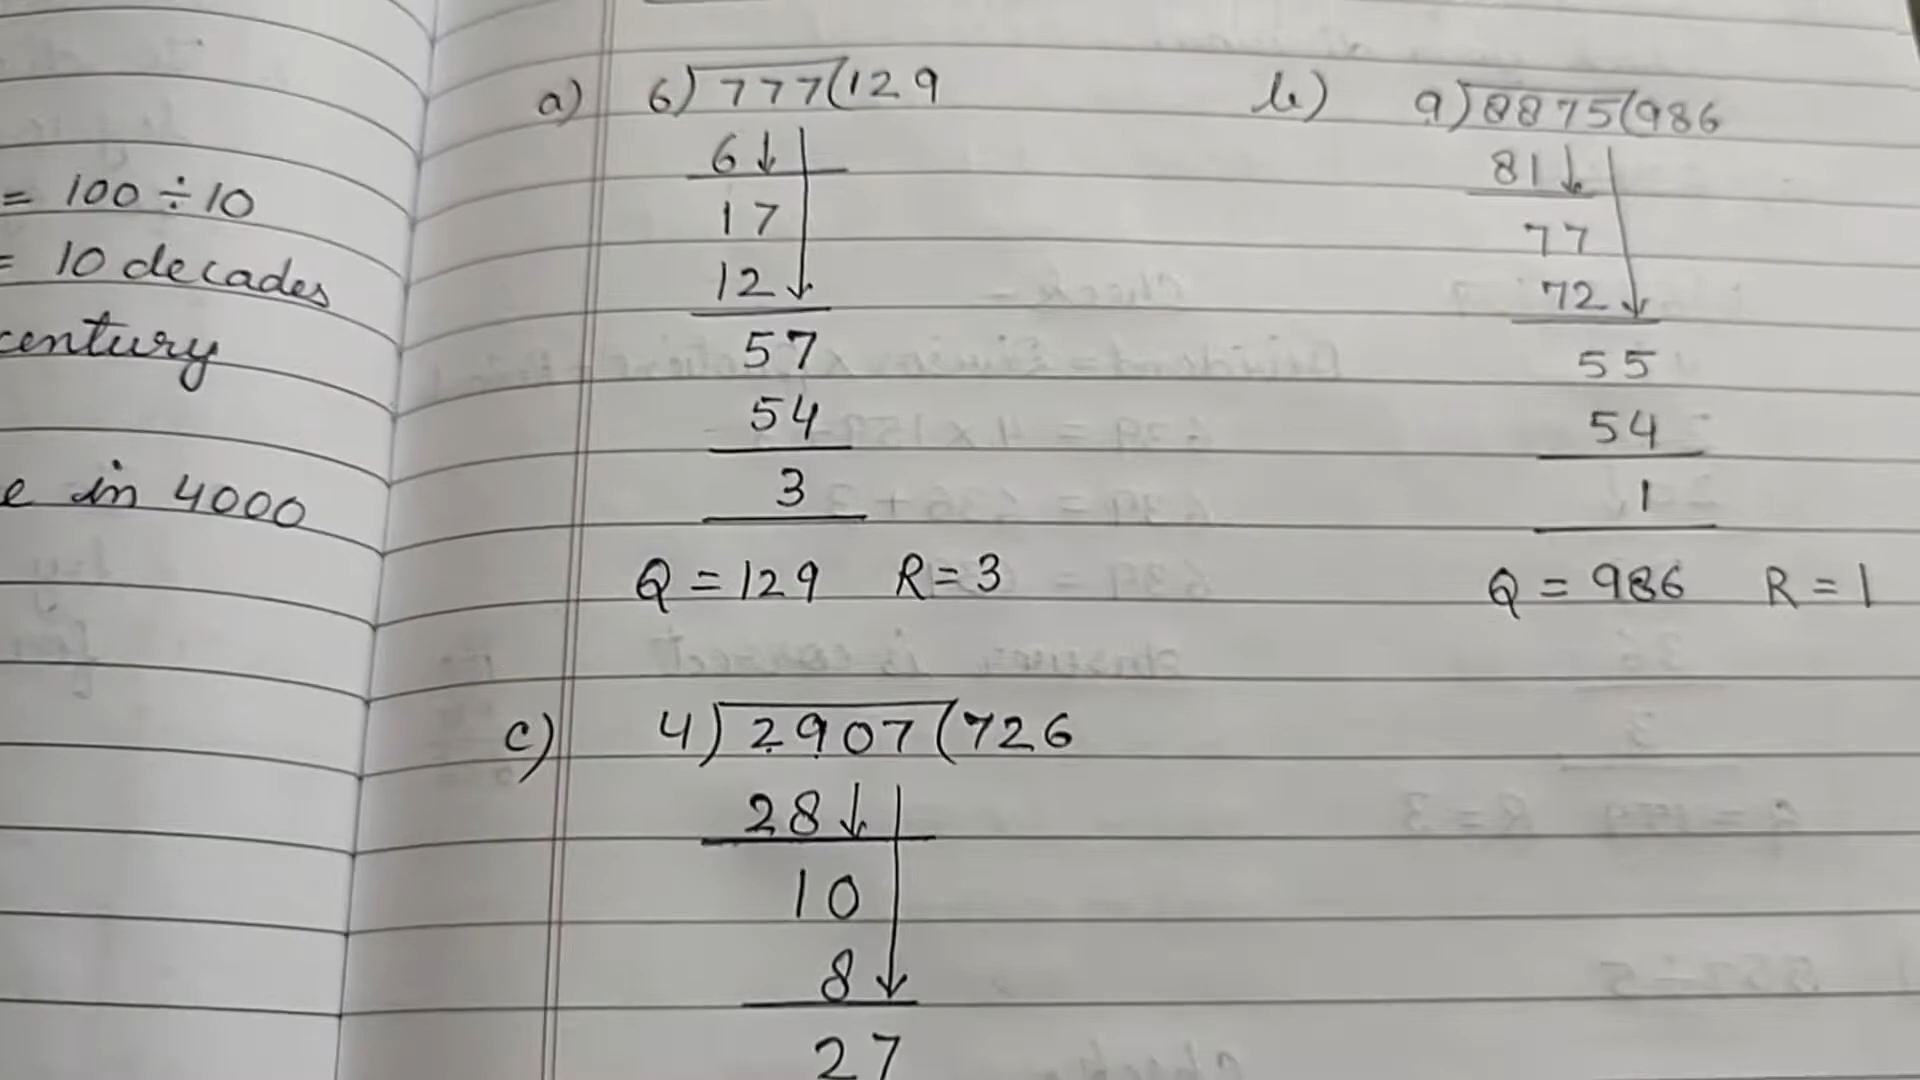 = 100 ÷ 10
= 10 decades
century
e in 4000
a) 6) 777 (129
6
17
12
57
54
3
Q = 129 R = 3
b) 9) 8875 (986
81
77
72
55
54
1
Q = 986 R = 1
c) 4) 2907 (726
28
10
8
27